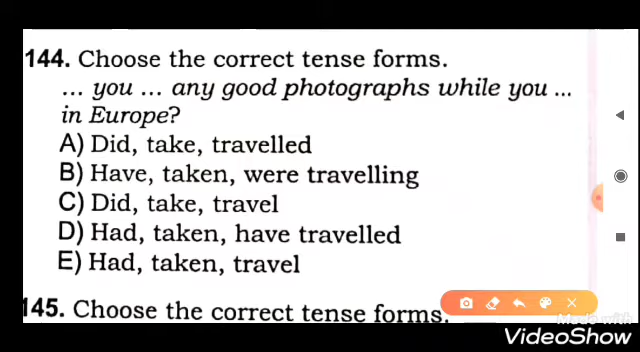 144. Choose the correct tense forms.
... you ... any good photographs while you ...
in Europe?
A) Did, take, travelled
B) Have, taken, were travelling
C) Did, take, travel
D) Had, taken, have travelled
E) Had, taken, travel
145. Choose the correct tense forms.
Made with
VideoShow